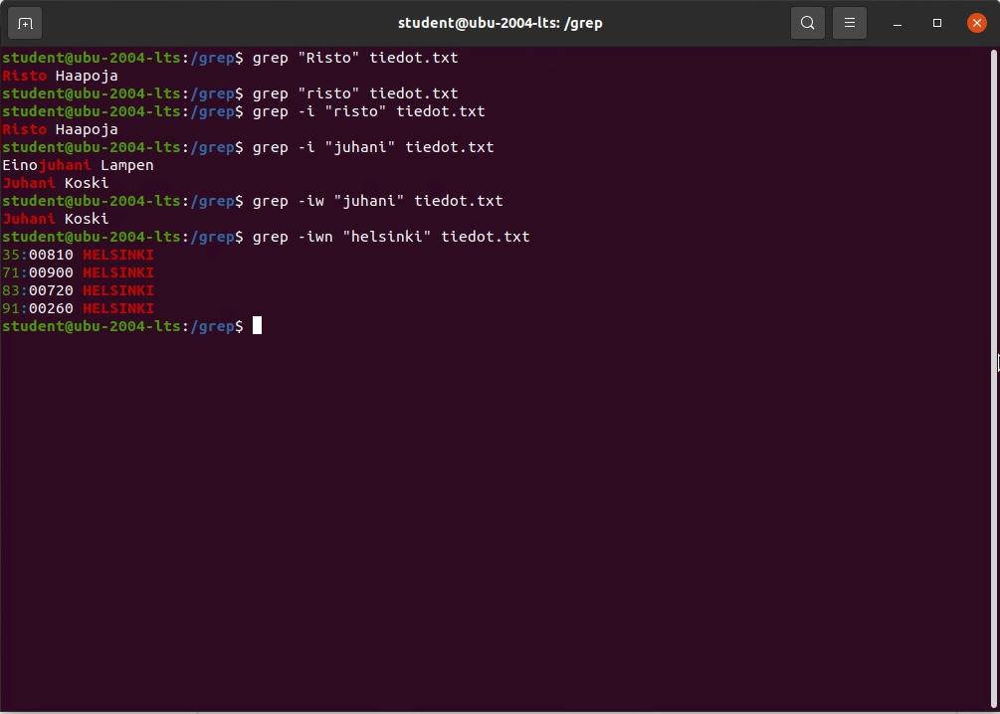 student@ubu-2004-lts: /grep
student@ubu-2004-lts:/grep$ grep "Risto" tiedot.txt
Risto Haapoja
student@ubu-2004-lts:/grep$ grep "risto" tiedot.txt
student@ubu-2004-lts:/grep$ grep -i "risto" tiedot.txt
Risto Haapoja
student@ubu-2004-lts:/grep$ grep -i "juhani" tiedot.txt
Einojuhani Lampen
Juhani Koski
student@ubu-2004-lts:/grep$ grep -iw "juhani" tiedot.txt
Juhani Koski
student@ubu-2004-lts:/grep$ grep -iwn "helsinki" tiedot.txt
35:00810 HELSINKI
71:00900 HELSINKI
83:00720 HELSINKI
91:00260 HELSINKI
student@ubu-2004-lts:/grep$